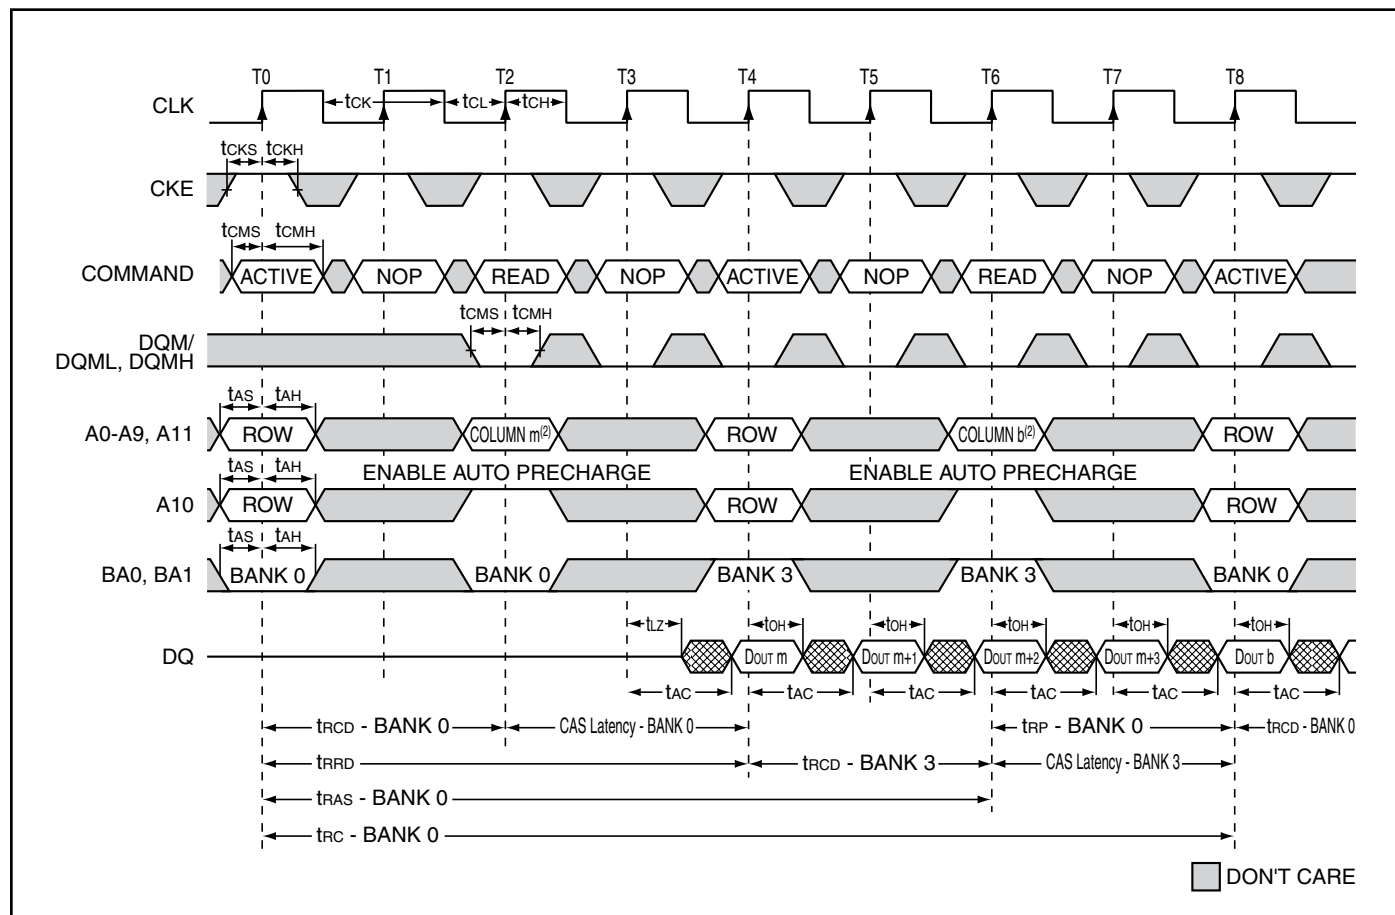 T0 T1 T2 T3 T4 T5 T6 T7 T8
CLK tCK tCL tCH
tCKS tCKH
CKE
tCMS tCMH
COMMAND ACTIVE NOP READ NOP ACTIVE NOP READ NOP ACTIVE
tCMS tCMH
DQM/
DQML, DQMH
tAS tAH
A0-A9, A11 ROW COLUMN m(2) ROW COLUMN b(2) ROW
tAS tAH ENABLE AUTO PRECHARGE ENABLE AUTO PRECHARGE
A10 ROW ROW ROW
tAS tAH
BA0, BA1 BANK 0 BANK 0 BANK 3 BANK 3 BANK 0
tLZ tOH tOH tOH tOH tOH
DQ DOUT m DOUT m+1 DOUT m+2 DOUT m+3 DOUT b
tAC tAC tAC tAC tAC tAC
tRCD - BANK 0 CAS Latency - BANK 0 tRP - BANK 0 tRCD - BANK 0
tRRD tRCD - BANK 3 CAS Latency - BANK 3
tRAS - BANK 0
tRC - BANK 0
DON'T CARE